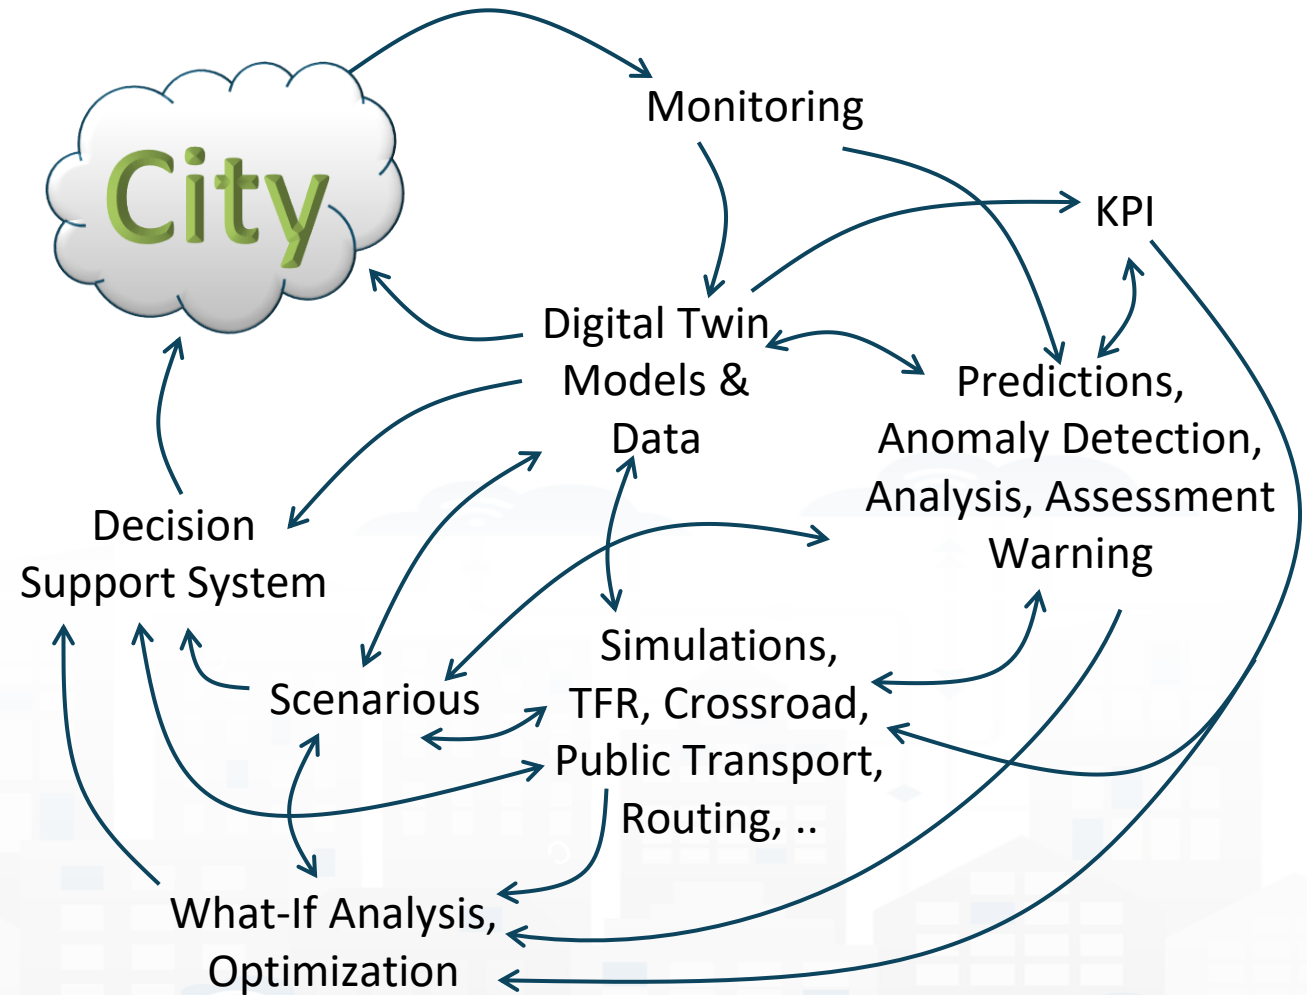 City
Monitoring
KPI
Digital Twin
Models &
Data
Predictions,
Anomaly Detection,
Analysis, Assessment
Warning
Decision
Support System
Scenarious
Simulations,
TFR, Crossroad,
Public Transport,
Routing, ..
What-If Analysis,
Optimization